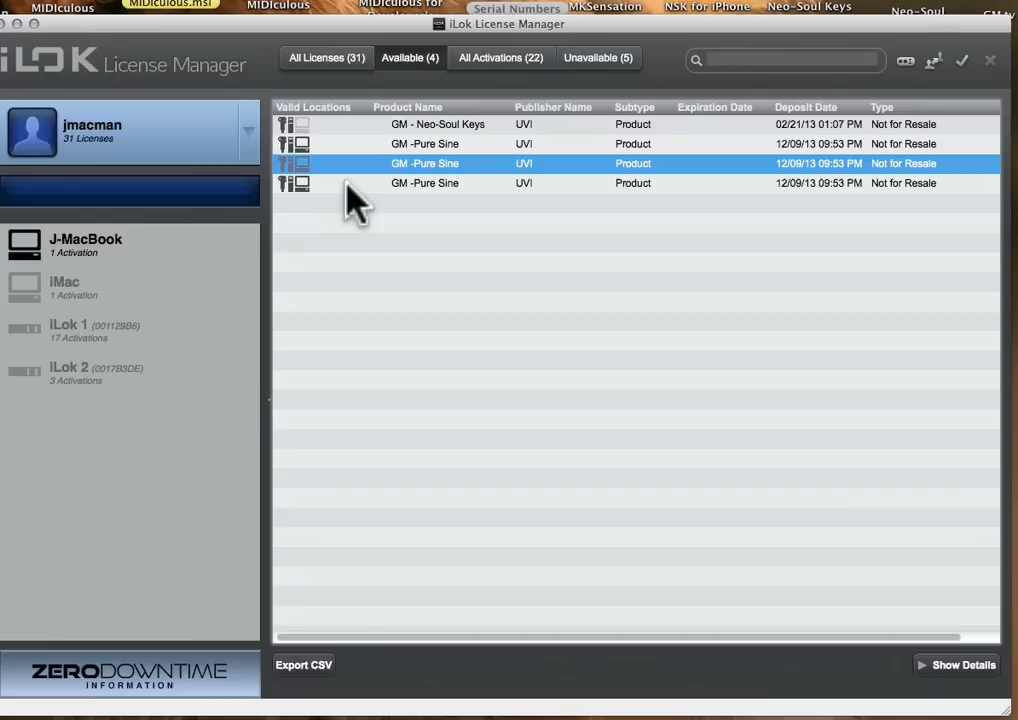 MIDIculous
MIDIculous.msi
MIDIculous
MIDIculous for
Serial Numbers
MKSensation
NSK for iPhone
Neo-Soul Keys
Neo-Soul
iLok License Manager
iLOK License Manager
All Licenses (31)
Available (4)
All Activations (22)
Unavailable (5)
jmacman
31 Licenses
J-MacBook
1 Activation
iMac
1 Activation
iLok 1 (001129B6)
17 Activations
iLok 2 (0017B3DE)
3 Activations
Valid Locations Product Name Publisher Name Subtype Expiration Date Deposit Date Type
GM - Neo-Soul Keys UVI Product 02/21/13 01:07 PM Not for Resale
GM -Pure Sine UVI Product 12/09/13 09:53 PM Not for Resale
GM -Pure Sine UVI Product 12/09/13 09:53 PM Not for Resale
GM -Pure Sine UVI Product 12/09/13 09:53 PM Not for Resale
ZERODOWNTIME
INFORMATION
Export CSV
Show Details